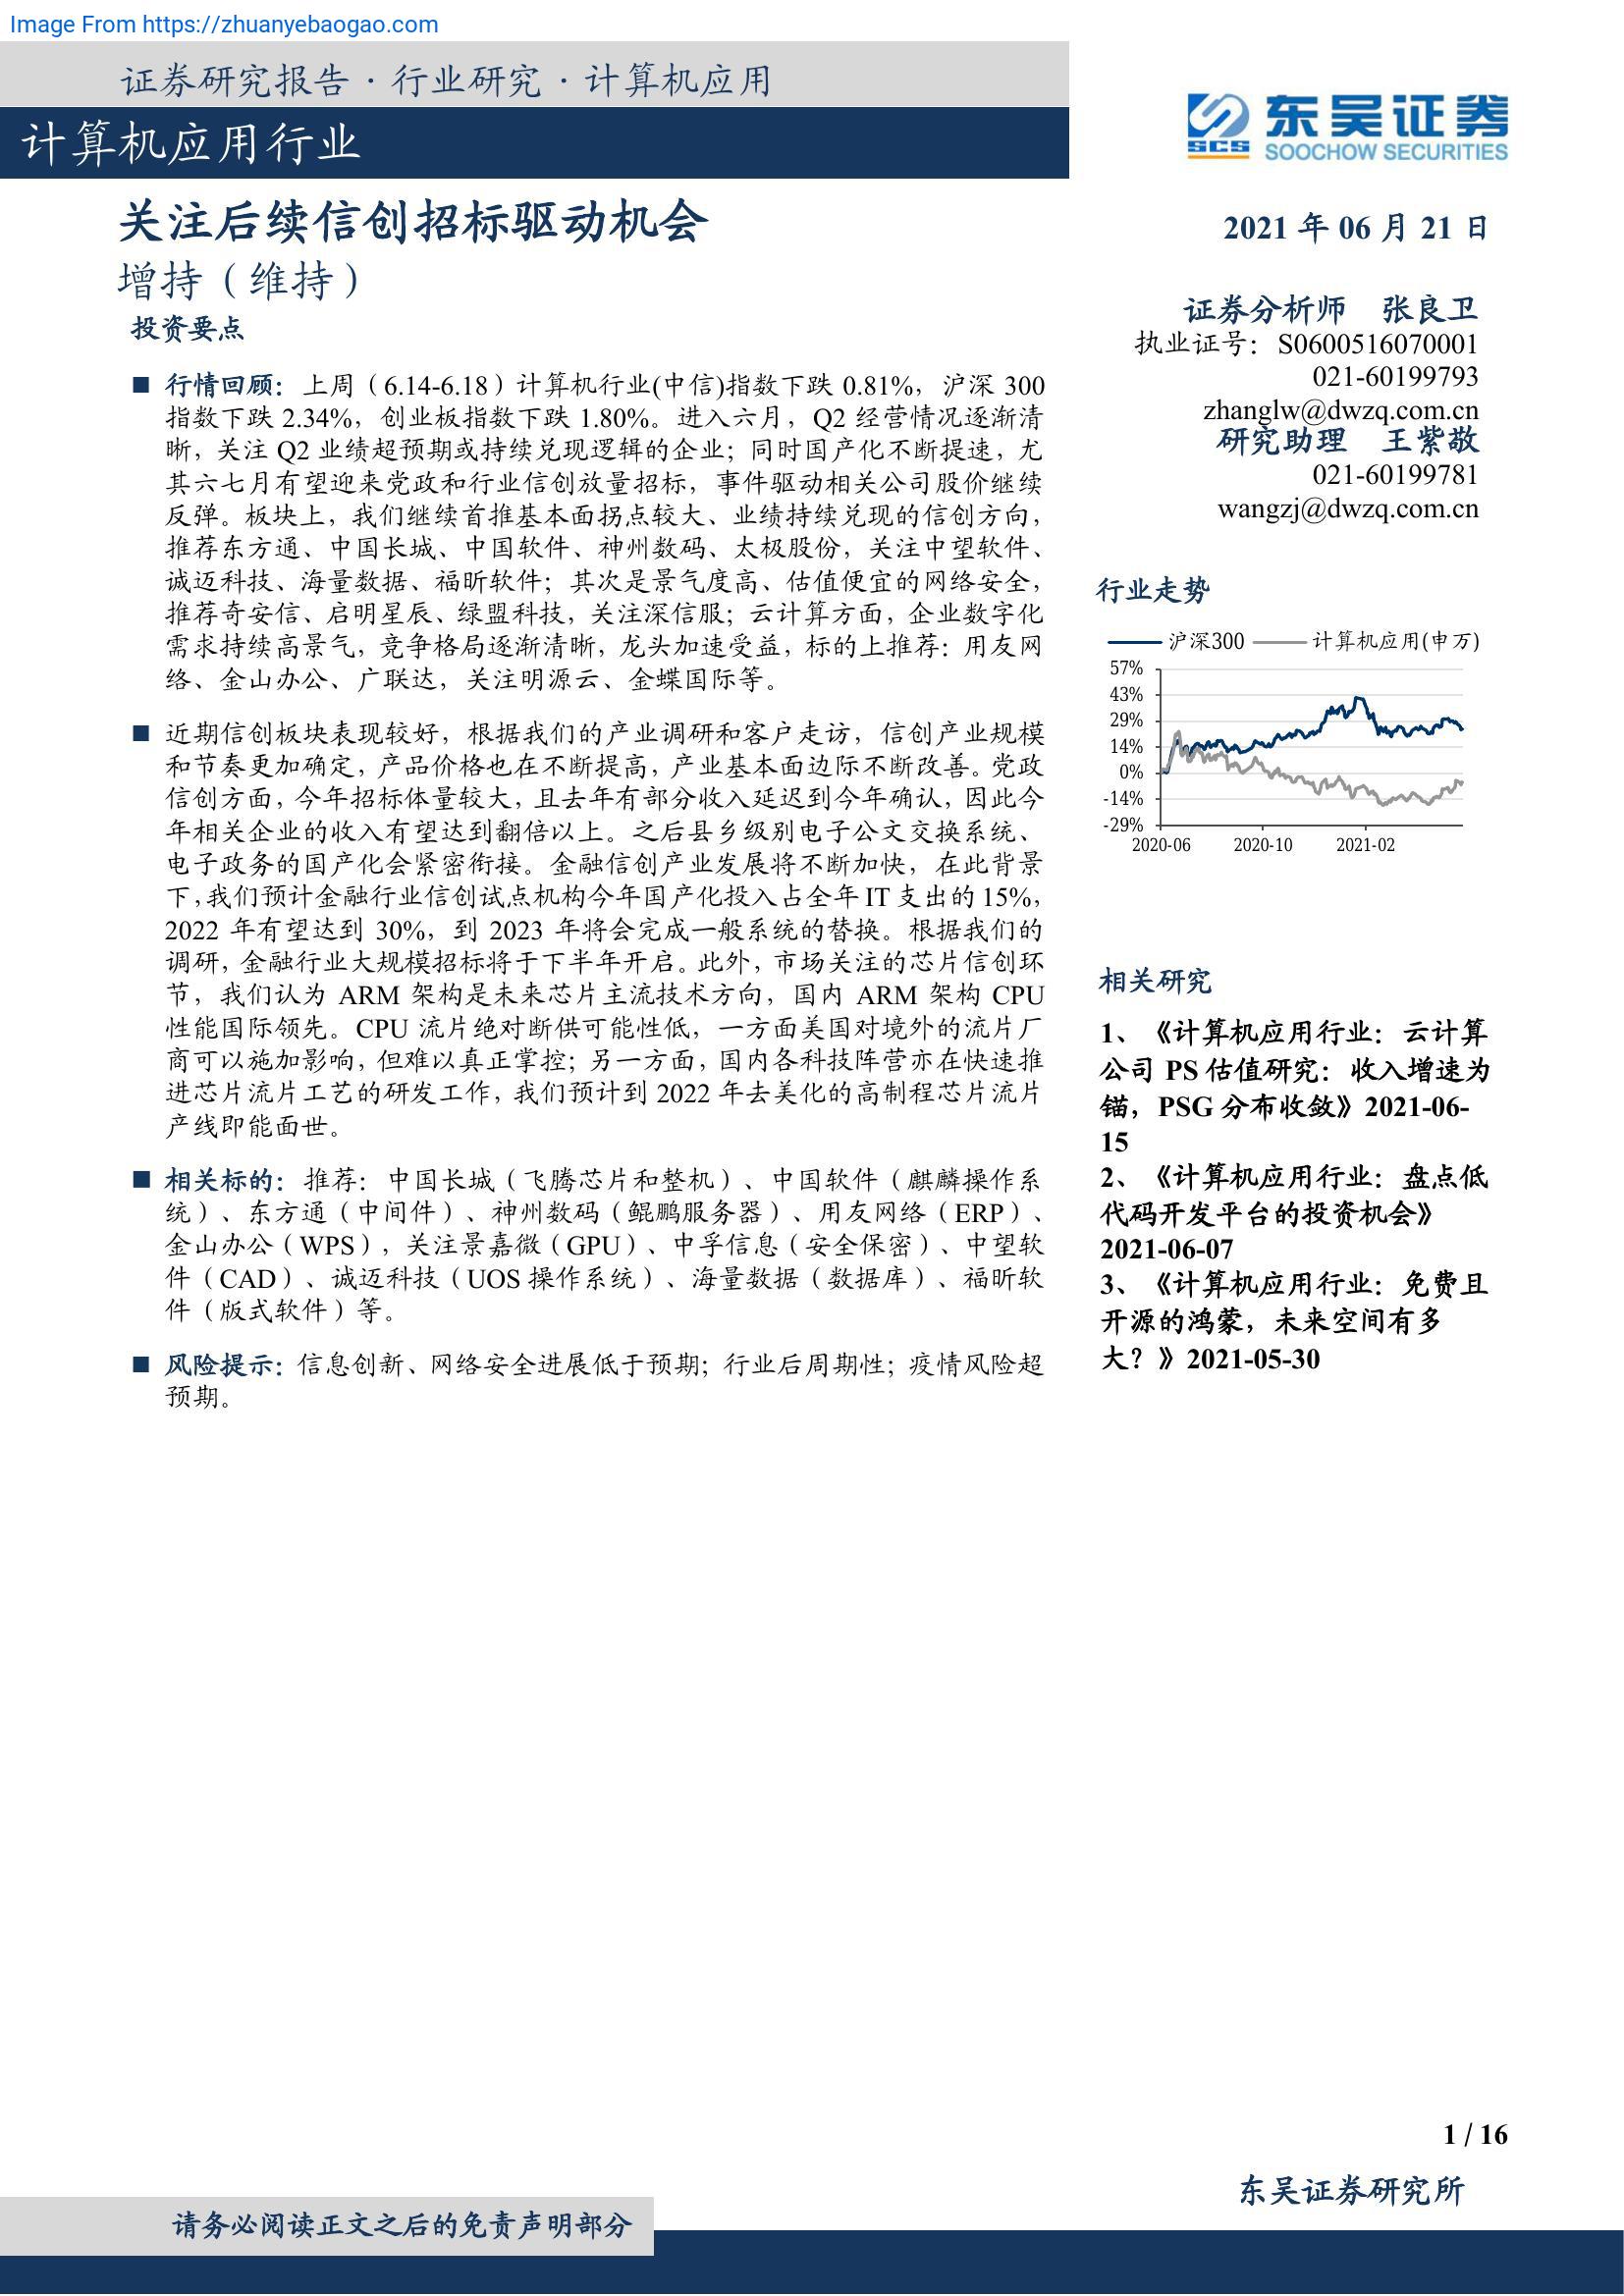 Image From https://zhuanyebaogao.com
证券研究报告 · 行业研究 · 计算机应用
计算机应用行业
SCS
东吴证券
SOOCHOW SECURITIES
关注后续信创招标驱动机会
增持（维持）
投资要点
■ 行情回顾：上周（6.14-6.18）计算机行业(中信)指数下跌 0.81%，沪深 300
指数下跌 2.34%，创业板指数下跌 1.80%。进入六月，Q2 经营情况逐渐清
晰，关注 Q2 业绩超预期或持续兑现逻辑的企业；同时国产化不断提速，尤
其六七月有望迎来党政和行业信创放量招标，事件驱动相关公司股价继续
反弹。板块上，我们继续首推基本面拐点较大、业绩持续兑现的信创方向，
推荐东方通、中国长城、中国软件、神州数码、太极股份，关注中望软件、
诚迈科技、海量数据、福昕软件；其次是景气度高、估值便宜的网络安全，
推荐奇安信、启明星辰、绿盟科技，关注深信服；云计算方面，企业数字化
需求持续高景气，竞争格局逐渐清晰，龙头加速受益，标的上推荐：用友网
络、金山办公、广联达，关注明源云、金蝶国际等。
■ 近期信创板块表现较好，根据我们的产业调研和客户走访，信创产业规模
和节奏更加确定，产品价格也在不断提高，产业基本面边际不断改善。党政
信创方面，今年招标体量较大，且去年有部分收入延迟到今年确认，因此今
年相关企业的收入有望达到翻倍以上。之后县乡级别电子公文交换系统、
电子政务的国产化会紧密衔接。金融信创产业发展将不断加快，在此背景
下，我们预计金融行业信创试点机构今年国产化投入占全年 IT 支出的 15%，
2022 年有望达到 30%，到 2023 年将会完成一般系统的替换。根据我们的
调研，金融行业大规模招标将于下半年开启。此外，市场关注的芯片信创环
节，我们认为 ARM 架构是未来芯片主流技术方向，国内 ARM 架构 CPU
性能国际领先。CPU 流片绝对断供可能性低，一方面美国对境外的流片厂
商可以施加影响，但难以真正掌控；另一方面，国内各科技阵营亦在快速推
进芯片流片工艺的研发工作，我们预计到 2022 年去美化的高制程芯片流片
产线即能面世。
■ 相关标的：推荐：中国长城（飞腾芯片和整机）、中国软件（麒麟操作系
统）、东方通（中间件）、神州数码（鲲鹏服务器）、用友网络（ERP）、
金山办公（WPS），关注景嘉微（GPU）、中孚信息（安全保密）、中望软
件（CAD）、诚迈科技（UOS 操作系统）、海量数据（数据库）、福昕软
件（版式软件）等。
■ 风险提示：信息创新、网络安全进展低于预期；行业后周期性；疫情风险超
预期。
2021 年 06 月 21 日
证券分析师 张良卫
执业证号：S0600516070001
021-60199793
zhanglw@dwzq.com.cn
研究助理 王紫敬
021-60199781
wangzj@dwzq.com.cn
行业走势
沪深300 计算机应用(申万)
57%
43%
29%
14%
0%
-14%
-29%
2020-06 2020-10 2021-02
相关研究
1、《计算机应用行业：云计算
公司 PS 估值研究：收入增速为
锚，PSG 分布收敛》2021-06-
15
2、《计算机应用行业：盘点低
代码开发平台的投资机会》
2021-06-07
3、《计算机应用行业：免费且
开源的鸿蒙，未来空间有多
大？》2021-05-30
1 / 16
东吴证券研究所
请务必阅读正文之后的免责声明部分